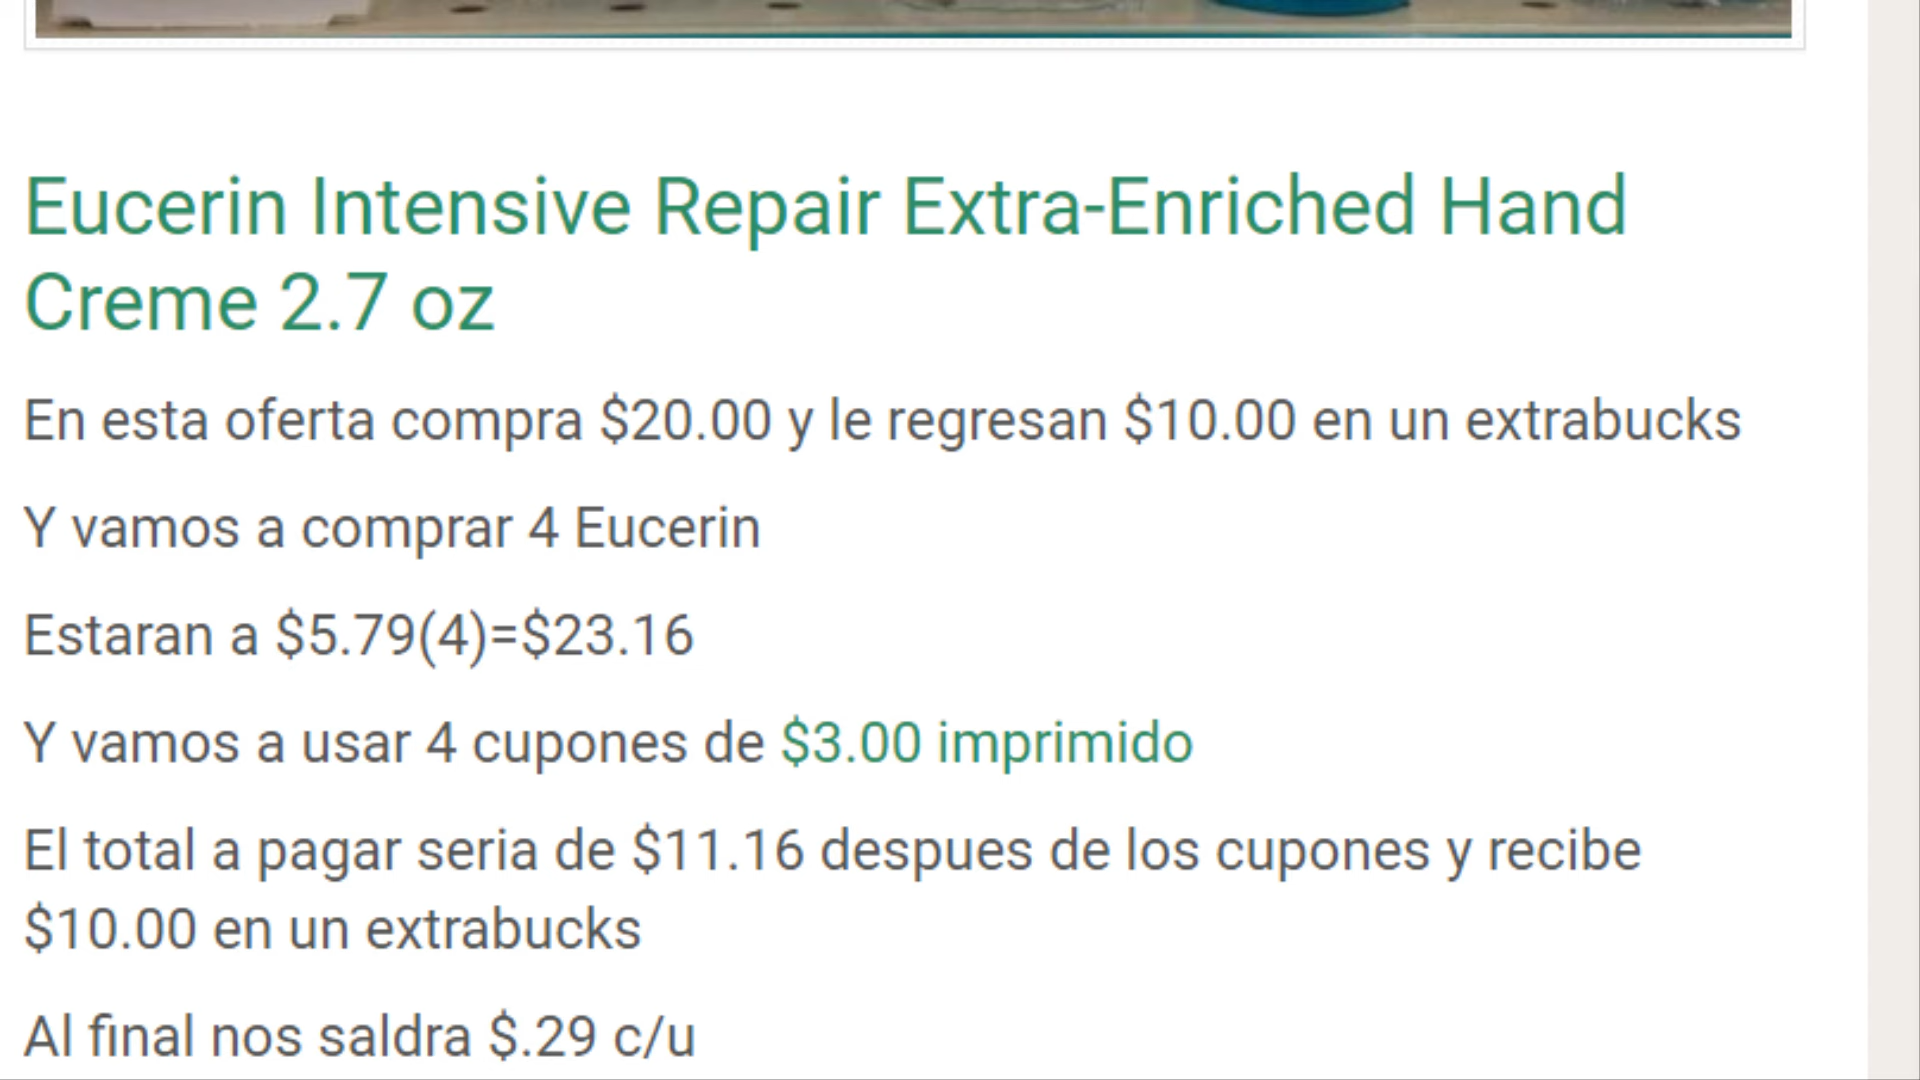 Eucerin Intensive Repair Extra-Enriched Hand
Creme 2.7 oz
En esta oferta compra $20.00 y le regresan $10.00 en un extrabucks
Y vamos a comprar 4 Eucerin
Estaran a $5.79(4)=$23.16
Y vamos a usar 4 cupones de $3.00 imprimido
El total a pagar seria de $11.16 despues de los cupones y recibe
$10.00 en un extrabucks
Al final nos saldra $.29 c/u